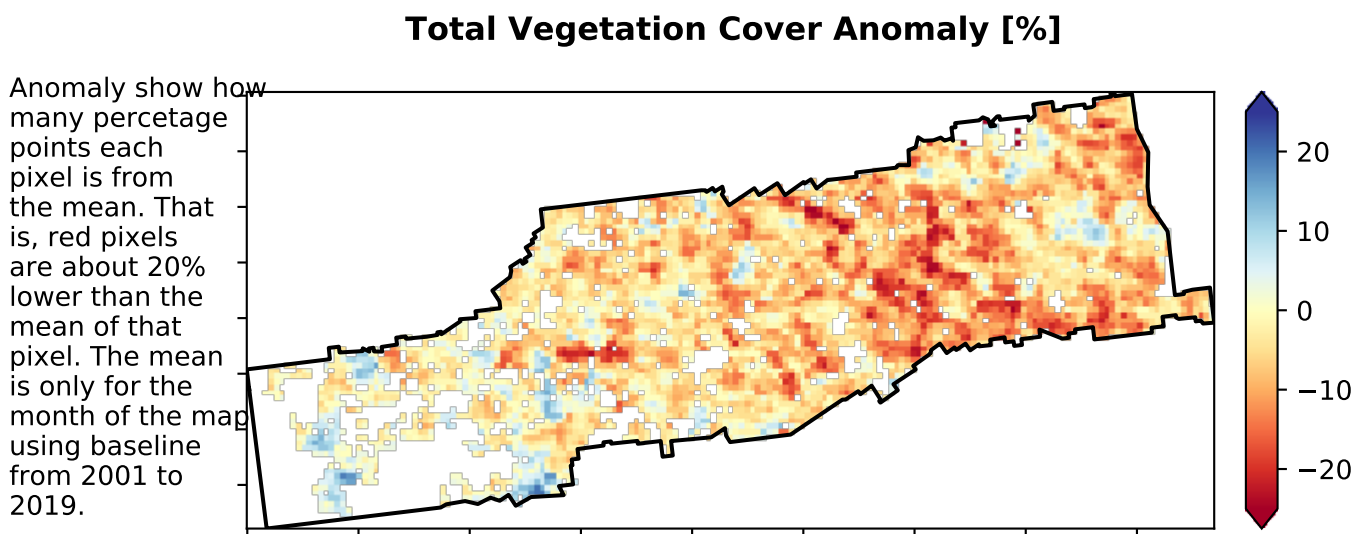 Total Vegetation Cover Anomaly [%]
Anomaly show how
many percetage
points each
pixel is from
the mean. That
is, red pixels
are about 20%
lower than the
mean of that
pixel. The mean
is only for the
month of the map
using baseline
from 2001 to
2019.
20
10
0
−10
−20